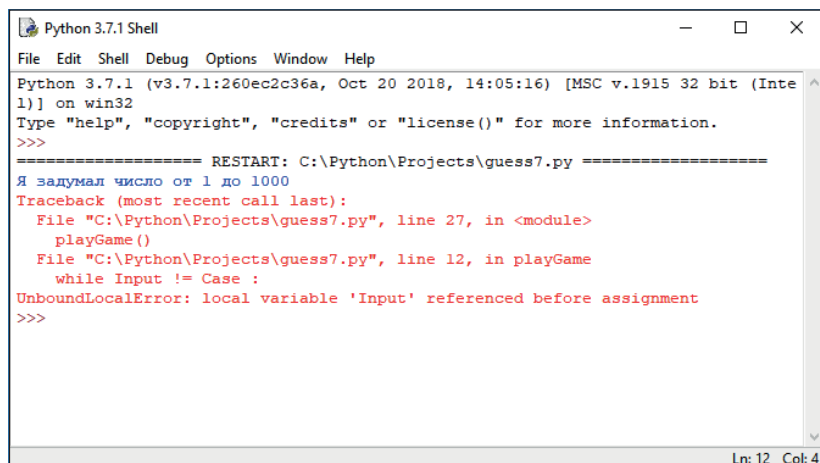 Python 3.7.1 Shell
File Edit Shell Debug Options Window Help
Python 3.7.1 (v3.7.1:260ec2c36a, Oct 20 2018, 14:05:16) [MSC v.1915 32 bit (Inte
l)] on win32
Type "help", "copyright", "credits" or "license()" for more information.
>>>
=================== RESTART: C:\Python\Projects\guess7.py ===================
Я задумал число от 1 до 1000
Traceback (most recent call last):
  File "C:\Python\Projects\guess7.py", line 27, in <module>
    playGame()
  File "C:\Python\Projects\guess7.py", line 12, in playGame
    while Input != Case :
UnboundLocalError: local variable 'Input' referenced before assignment
>>>
Ln: 12 Col: 4